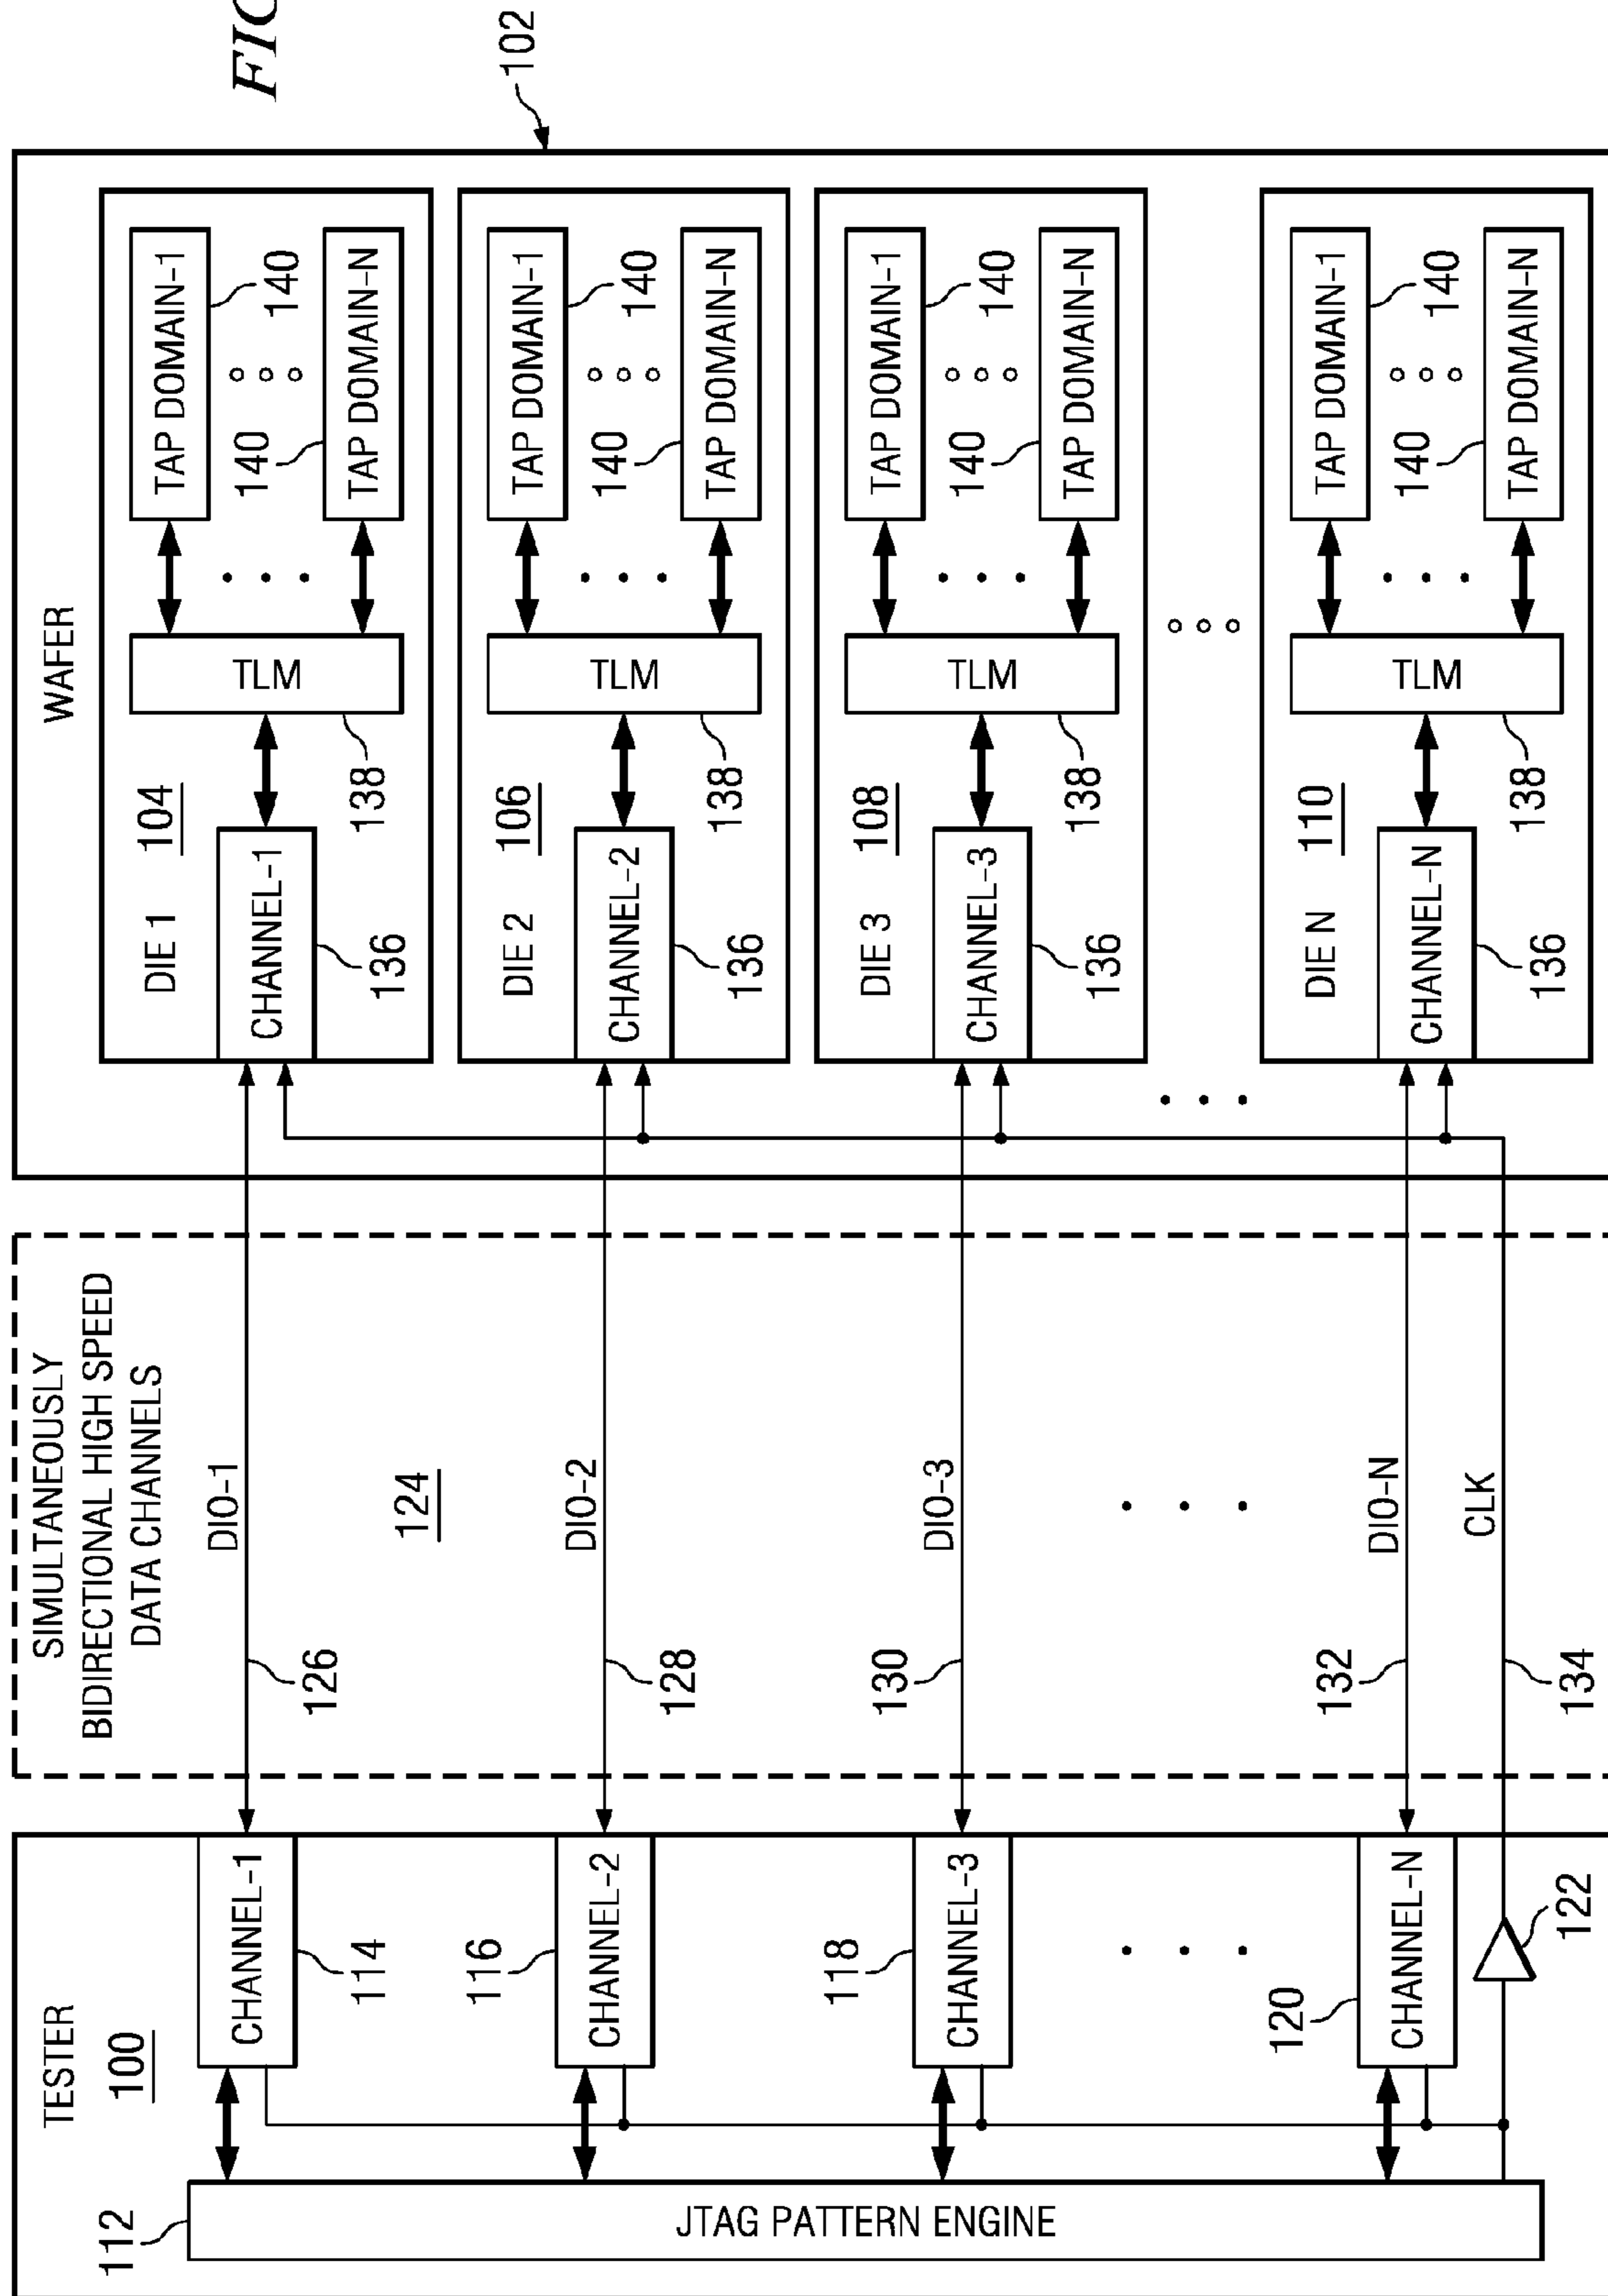 FIG
TESTER
100
112
JTAG PATTERN ENGINE
CHANNEL-1
114
CHANNEL-2
116
CHANNEL-3
118
CHANNEL-N
120
122
SIMULTANEOUSLY
BIDIRECTIONAL HIGH SPEED
DATA CHANNELS
DIO-1
126
124
DIO-2
128
DIO-3
130
DIO-N
132
CLK
134
WAFER
102
DIE 1
104
CHANNEL-1
136
TLM
138
TAP DOMAIN-1
140
140
TAP DOMAIN-N
DIE 2
106
CHANNEL-2
136
TLM
138
TAP DOMAIN-1
140
140
TAP DOMAIN-N
DIE 3
108
CHANNEL-3
136
TLM
138
TAP DOMAIN-1
140
140
TAP DOMAIN-N
DIE N
110
CHANNEL-N
136
TLM
138
TAP DOMAIN-1
140
140
TAP DOMAIN-N